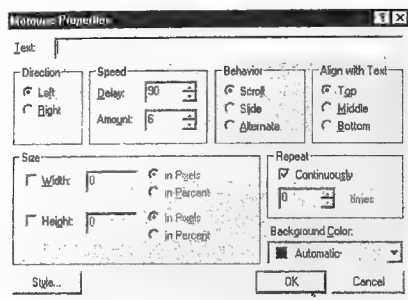 Marquee Properties
Text:
Direction
Left
Right
Speed
Delay: 90
Amount: 6
Behavior
Scroll
Slide
Alternate
Align with Text
Top
Middle
Bottom
Size
Width: 0
in Pixels
in Percent
Height: 0
in Pixels
in Percent
Repeat
Continuously
0 times
Background Color:
Automatic
Style...
OK
Cancel